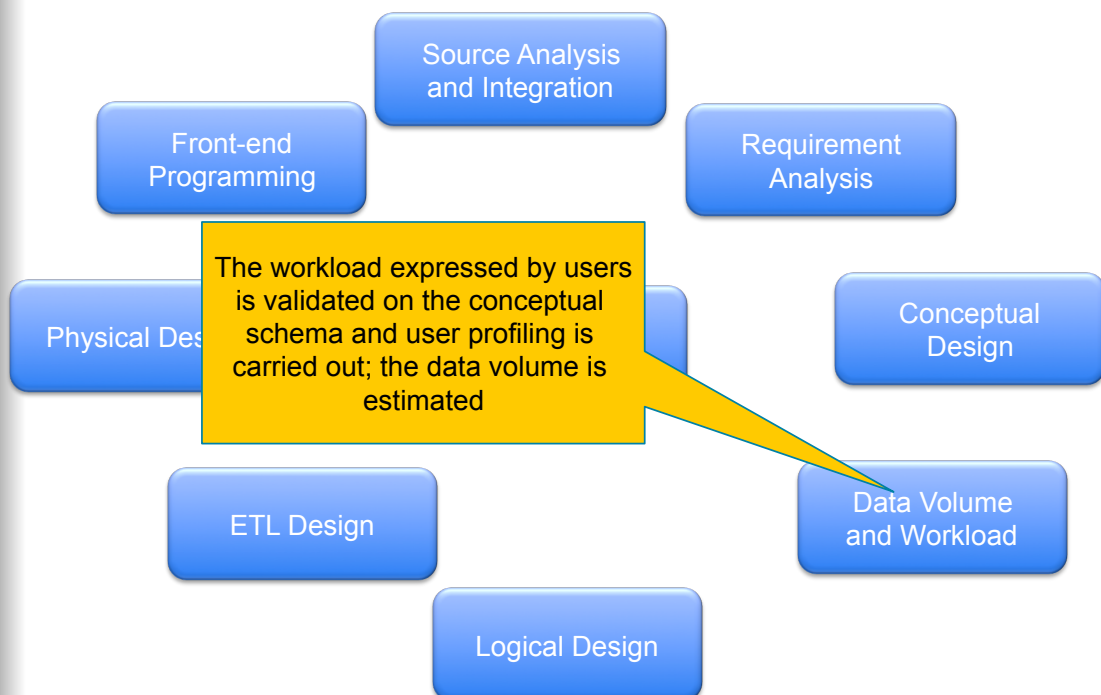 Source Analysis
and Integration
Front-end
Programming
Requirement
Analysis
The workload expressed by users
is validated on the conceptual
schema and user profiling is
carried out; the data volume is
estimated
Physical Des
Conceptual
Design
Data Volume
and Workload
ETL Design
Logical Design